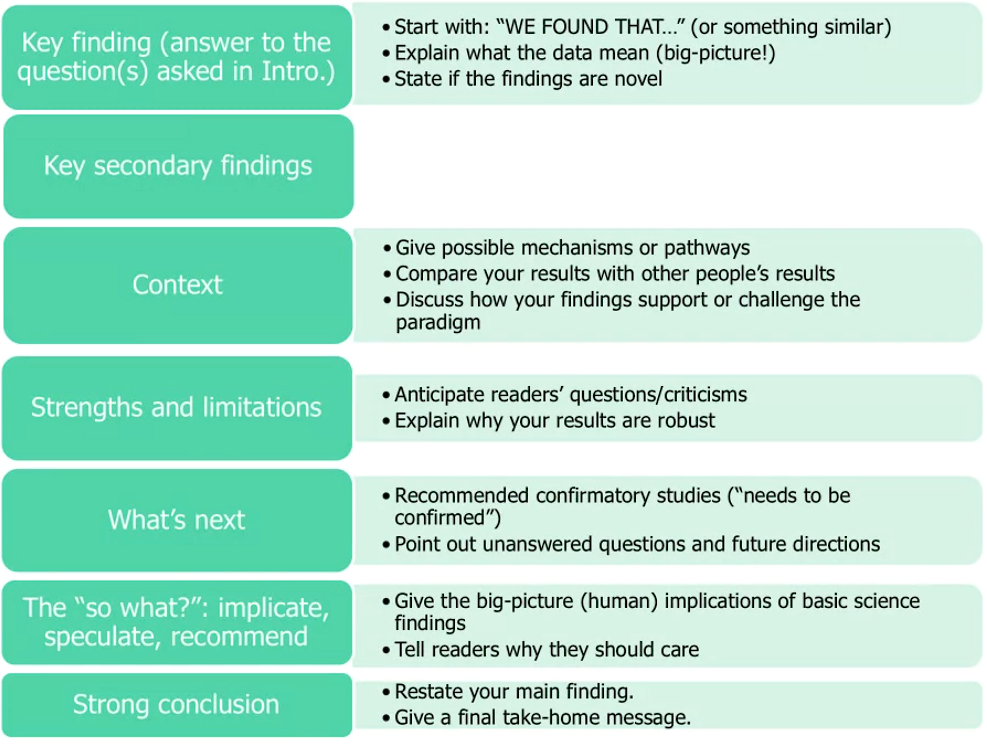 Key finding (answer to the
question(s) asked in Intro.)
• Start with: “WE FOUND THAT…” (or something similar)
• Explain what the data mean (big-picture!)
• State if the findings are novel
Key secondary findings
Context
• Give possible mechanisms or pathways
• Compare your results with other people’s results
• Discuss how your findings support or challenge the
paradigm
Strengths and limitations
• Anticipate readers’ questions/criticisms
• Explain why your results are robust
What’s next
• Recommended confirmatory studies (“needs to be
confirmed”)
• Point out unanswered questions and future directions
The “so what?”: implicate,
speculate, recommend
• Give the big-picture (human) implications of basic science
findings
• Tell readers why they should care
Strong conclusion
• Restate your main finding.
• Give a final take-home message.